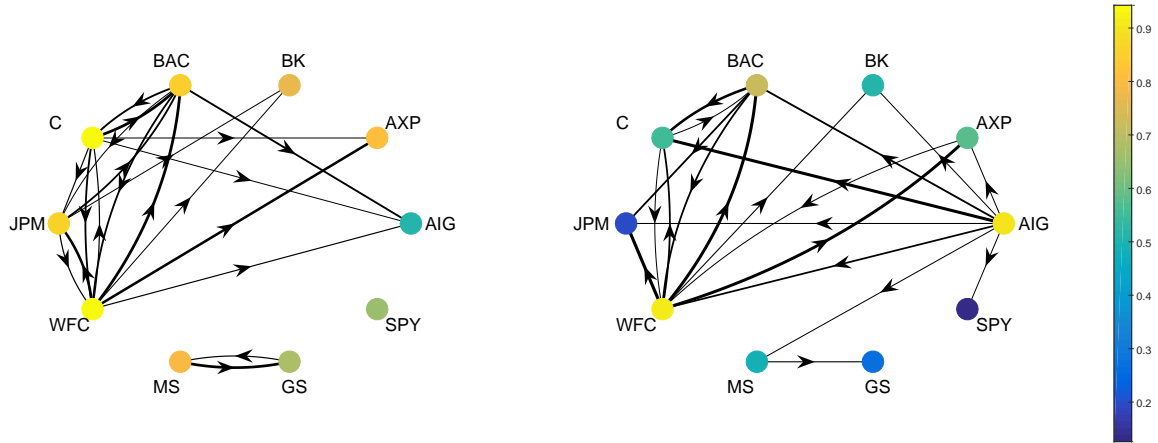 BAC
BK
C
AXP
JPM
AIG
WFC
SPY
MS
GS
BAC
BK
C
AXP
JPM
AIG
WFC
SPY
MS
GS
0.9
0.8
0.7
0.6
0.5
0.4
0.3
0.2